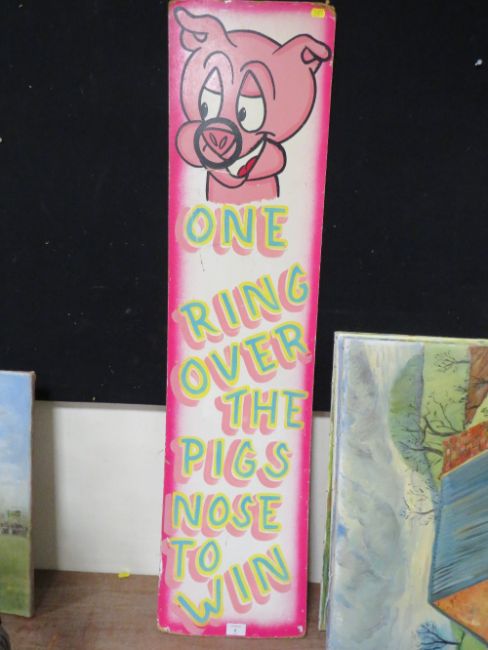 ONE
RING
OVER
THE
PIGS
NOSE
TO
WIN